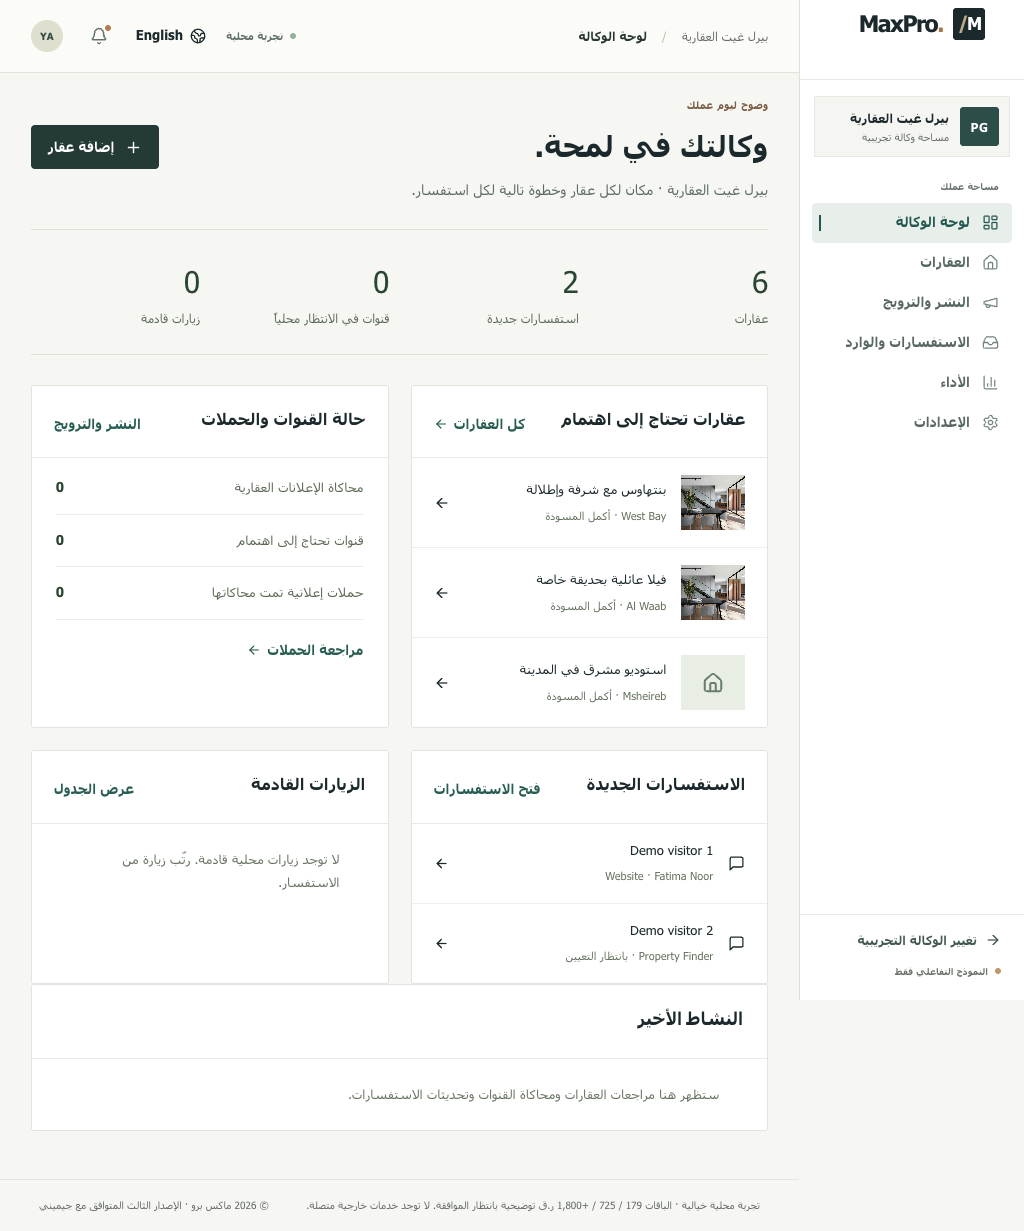 MaxPro.
/M
بيرل غيت العقارية
مساحة وكالة تجريبية
PG
مساحة عملك
لوحة الوكالة
العقارات
النشر والترويج
الاستفسارات والوارد
الأداء
الإعدادات
تغيير الوكالة التجريبية
النموذج التفاعلي فقط
بيرل غيت العقارية / لوحة الوكالة
تجربة محلية
English
YA
وضوح ليوم عملك
وكالتك في لمحة.
بيرل غيت العقارية · مكان لكل عقار وخطوة تالية لكل استفسار.
إضافة عقار
6
عقارات
2
استفسارات جديدة
0
قنوات في الانتظار محلياً
0
زيارات قادمة
عقارات تحتاج إلى اهتمام
كل العقارات
بنتهاوس مع شرفة وإطلالة
West Bay · أكمل المسودة
فيلا عائلية بحديقة خاصة
Al Waab · أكمل المسودة
استوديو مشرق في المدينة
Msheireb · أكمل المسودة
حالة القنوات والحملات
النشر والترويج
محاكاة الإعلانات العقارية 0
قنوات تحتاج إلى اهتمام 0
حملات إعلانية تمت محاكاتها 0
مراجعة الحملات
الاستفسارات الجديدة
فتح الاستفسارات
Demo visitor 1
Website · Fatima Noor
Demo visitor 2
Property Finder · بانتظار التعيين
الزيارات القادمة
عرض الجدول
لا توجد زيارات محلية قادمة. رتّب زيارة من
الاستفسار.
النشاط الأخير
ستظهر هنا مراجعات العقارات ومحاكاة القنوات وتحديثات الاستفسارات.
تجربة محلية خيالية · الباقات 179 / 725 / +1,800 ر.ق توضيحية بانتظار الموافقة. لا توجد خدمات خارجية متصلة.
© 2026 ماكس برو · الإصدار الثالث المتوافق مع جيميني